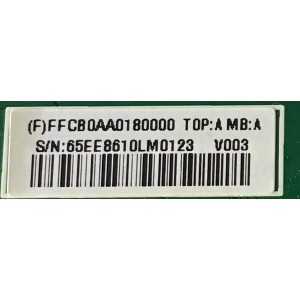 (F)FFCB0AA0180000 TOP:A MB:A
S/N:65EE8610LM0123 V003